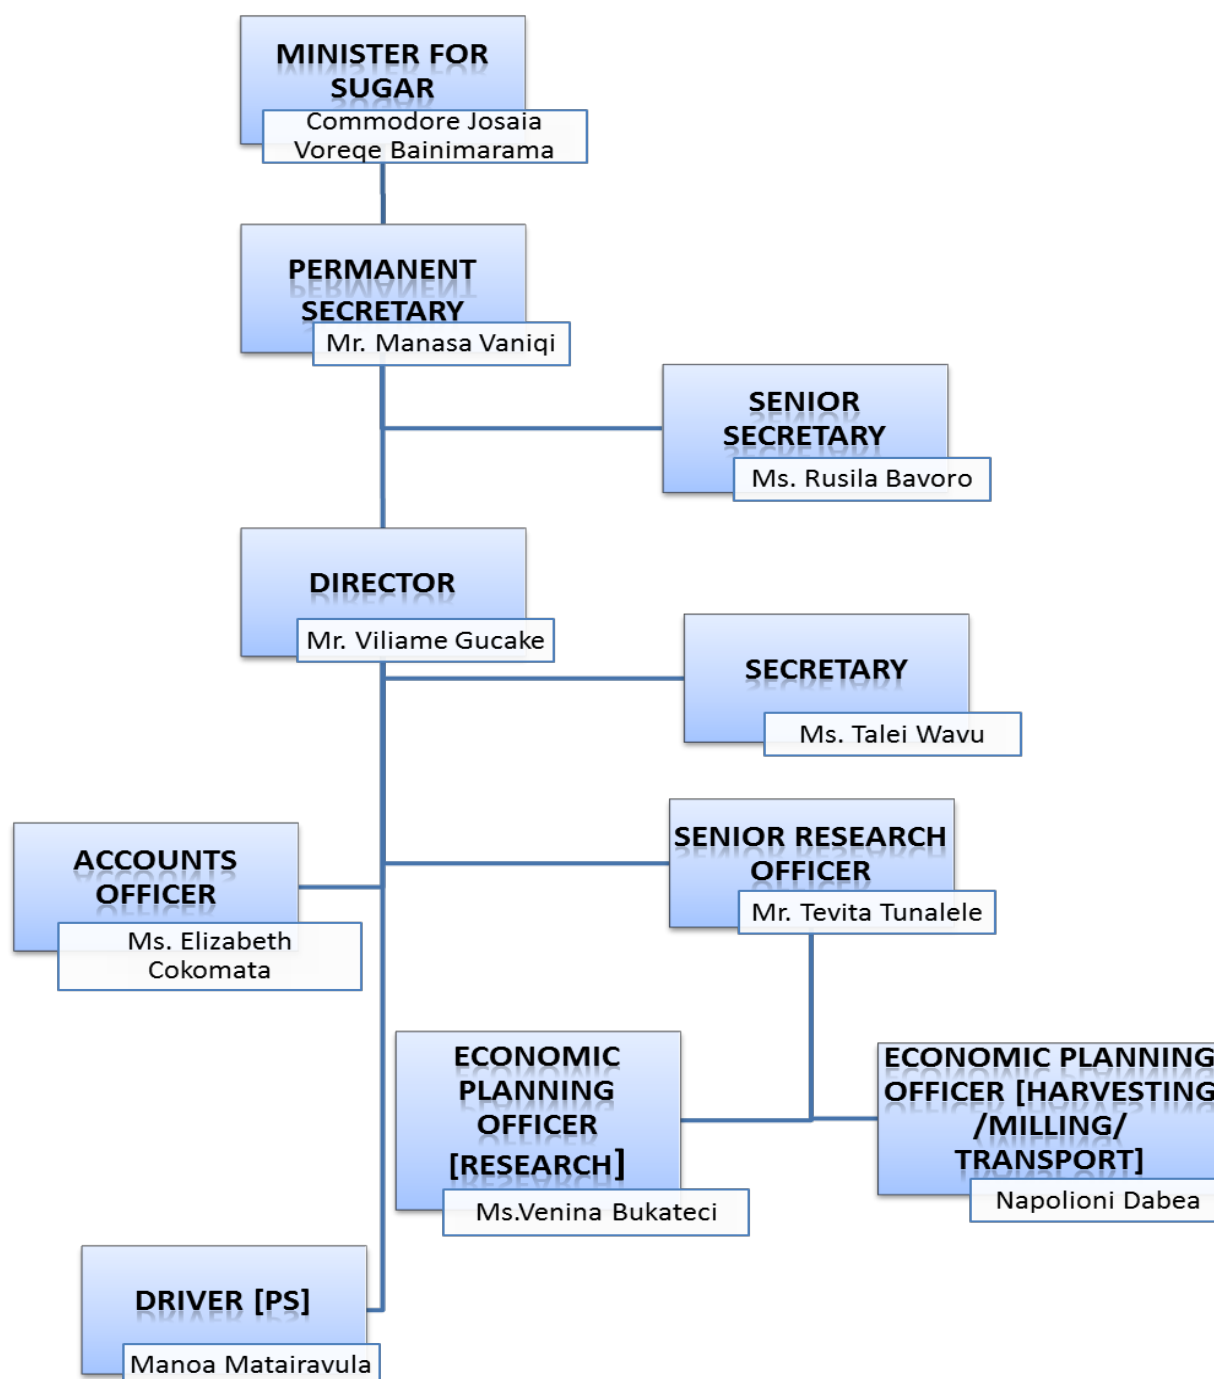 MINISTER FOR
SUGAR
Commodore Josaia
Voreqe Bainimarama
PERMANENT
SECRETARY
Mr. Manasa Vaniqi
SENIOR
SECRETARY
Ms. Rusila Bavoro
DIRECTOR
Mr. Viliame Gucake
SECRETARY
Ms. Talei Wavu
ACCOUNTS
OFFICER
Ms. Elizabeth
Cokomata
SENIOR RESEARCH
OFFICER
Mr. Tevita Tunalele
ECONOMIC
PLANNING
OFFICER
[RESEARCH]
Ms.Venina Bukateci
ECONOMIC PLANNING
OFFICER [HARVESTING
/MILLING/
TRANSPORT]
Napolioni Dabea
DRIVER [PS]
Manoa Matairavula